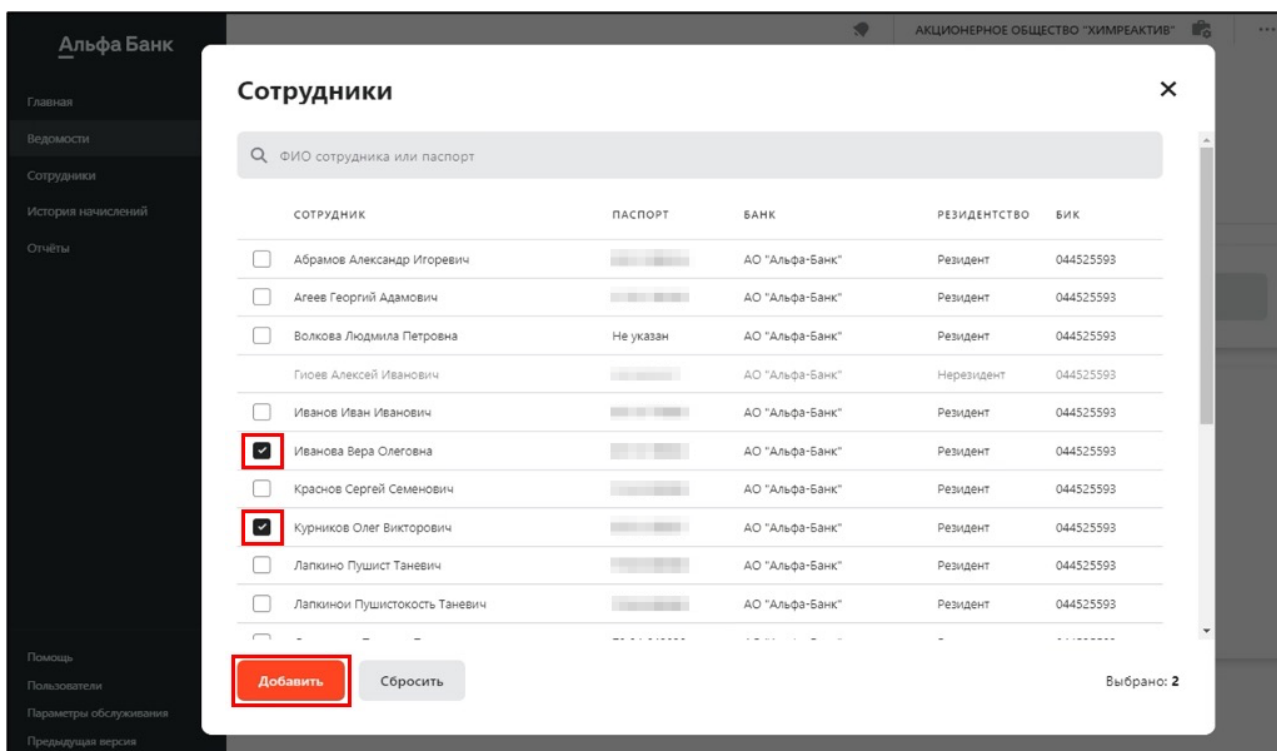 Альфа Банк
АКЦИОНЕРНОЕ ОБЩЕСТВО "ХИМРЕАКТИВ"
Главная
Ведомости
Сотрудники
История начислений
Отчёты
Помощь
Пользователи
Параметры обслуживания
Предыдущая версия
Сотрудники
ФИО сотрудника или паспорт
СОТРУДНИК ПАСПОРТ БАНК РЕЗИДЕНТСТВО БИК
Абрамов Александр Игоревич АО "Альфа-Банк" Резидент 044525593
Агеев Георгий Адамович АО "Альфа-Банк" Резидент 044525593
Волкова Людмила Петровна Не указан АО "Альфа-Банк" Резидент 044525593
Гиоев Алексей Иванович АО "Альфа-Банк" Нерезидент 044525593
Иванов Иван Иванович АО "Альфа-Банк" Резидент 044525593
Иванова Вера Олеговна АО "Альфа-Банк" Резидент 044525593
Краснов Сергей Семенович АО "Альфа-Банк" Резидент 044525593
Курников Олег Викторович АО "Альфа-Банк" Резидент 044525593
Лапкино Пушист Таневич АО "Альфа-Банк" Резидент 044525593
Лапкинои Пушистокость Таневич АО "Альфа-Банк" Резидент 044525593
Добавить Сбросить Выбрано: 2